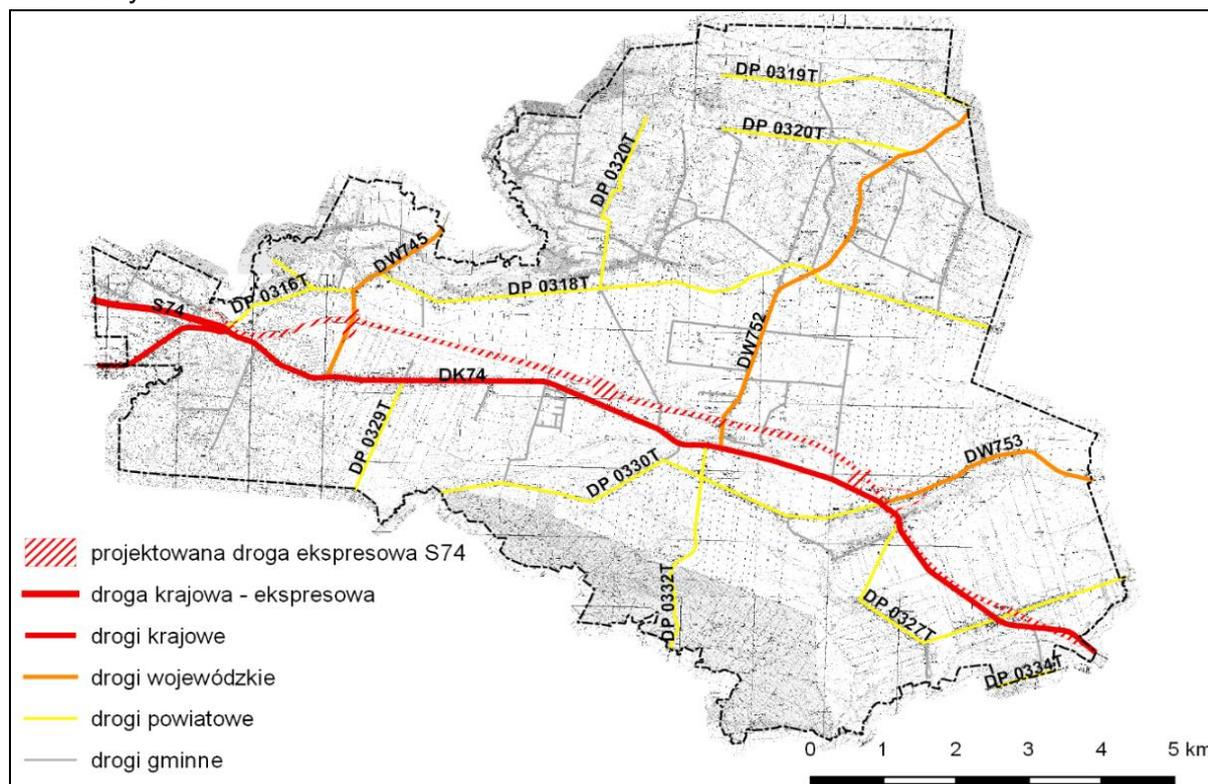 DP 0319T
DP 0320T
DP 0320T
DW745
DP 0316T
DP 0318T
S74
DW752
DK74
DP 0329T
DP 0330T
DW753
DP 0332T
DP 0327T
DP 0334T
projektowana droga ekspresowa S74
droga krajowa - ekspresowa
drogi krajowe
drogi wojewódzkie
drogi powiatowe
drogi gminne
0 1 2 3 4 5 km